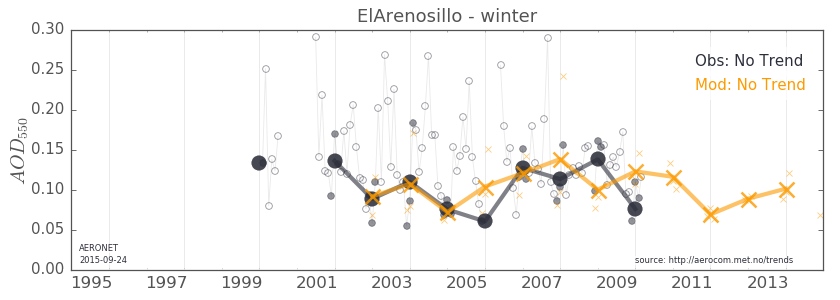 ElArenosillo - winter
0.30
0.25
0.20
0.15
0.10
0.05
0.00
AOD550
Obs: No Trend
Mod: No Trend
AERONET
2015-09-24
source: http://aerocom.met.no/trends
1995 1997 1999 2001 2003 2005 2007 2009 2011 2013